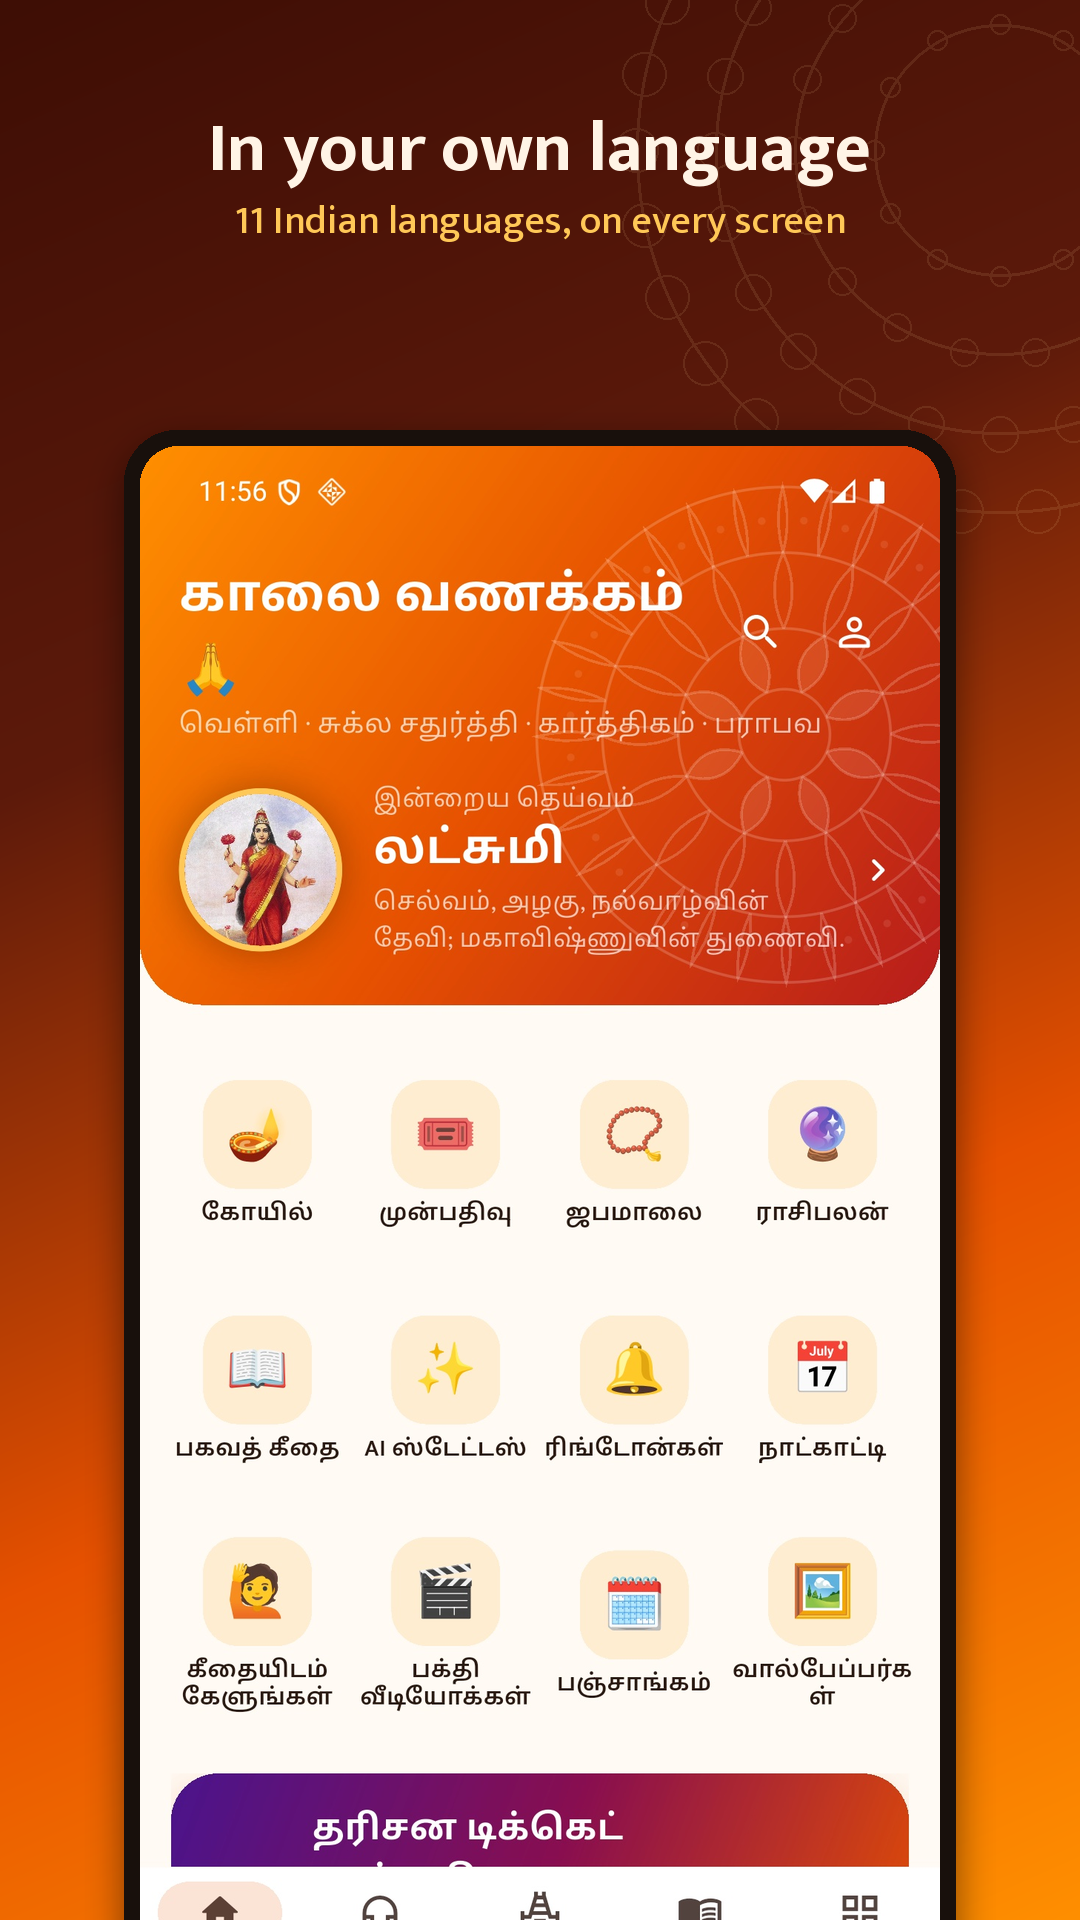 In your own language
11 Indian languages, on every screen
11:56
காலை வணக்கம்
வெள்ளி · சுக்ல சதுர்த்தி · கார்த்திகம் · பராபவ
இன்றைய தெய்வம்
லட்சுமி
செல்வம், அழகு, நல்வாழ்வின்
தேவி; மகாவிஷ்ணுவின் துணைவி.
கோயில்
முன்பதிவு
ஜபமாலை
ராசிபலன்
July
17
பகவத் கீதை
AI ஸ்டேட்டஸ்
ரிங்டோன்கள்
நாட்காட்டி
கீதையிடம்
கேளுங்கள்
பக்தி
வீடியோக்கள்
பஞ்சாங்கம்
வால்பேப்பர்க
ள்
தரிசன டிக்கெட்